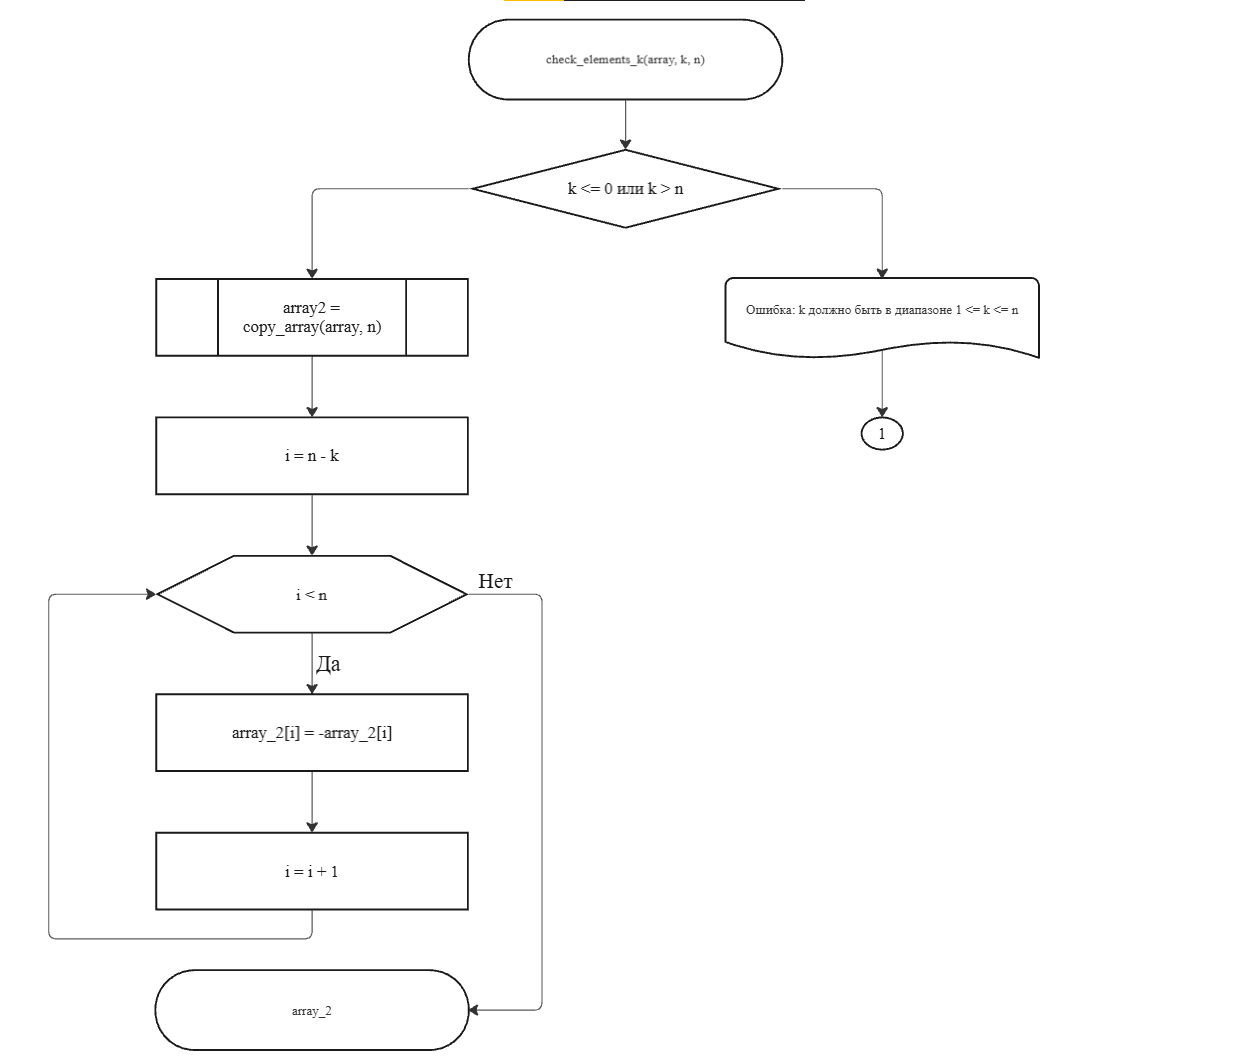 check_elements_k(array, k, n)
k <= 0 или k > n
array2 =
copy_array(array, n)
Ошибка: k должно быть в диапазоне 1 <= k <= n
1
i = n - k
i < n
Нет
Да
array_2[i] = -array_2[i]
i = i + 1
array_2